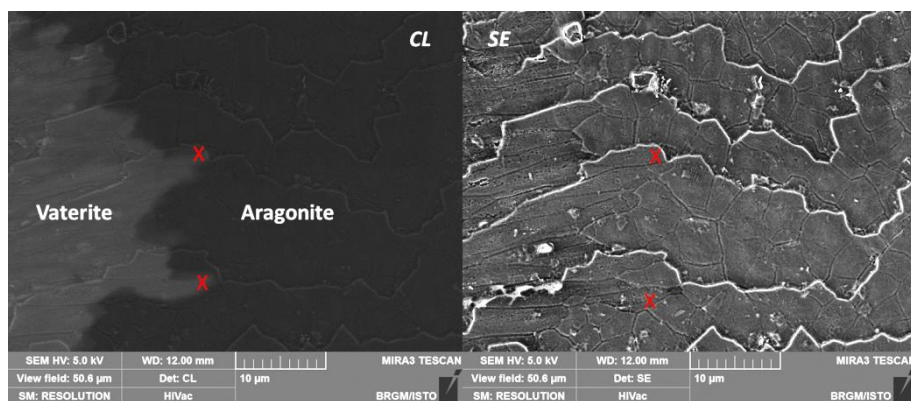 CL
SE
X
X
Vaterite
Aragonite
X
X
SEM HV: 5.0 kV WD: 12.00 mm MIRA3 TESCAN
View field: 50.6 µm Det: CL 10 µm
SM: RESOLUTION HiVac BRGM/ISTO
SEM HV: 5.0 kV WD: 12.00 mm MIRA3 TESCAN
View field: 50.6 µm Det: SE 10 µm
SM: RESOLUTION HiVac BRGM/ISTO